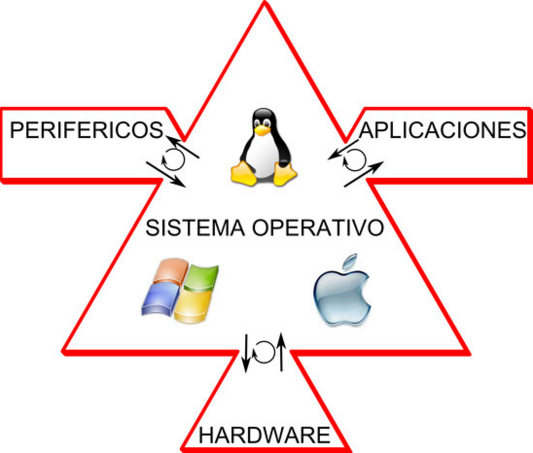 PERIFERICOS
APLICACIONES
SISTEMA OPERATIVO
HARDWARE